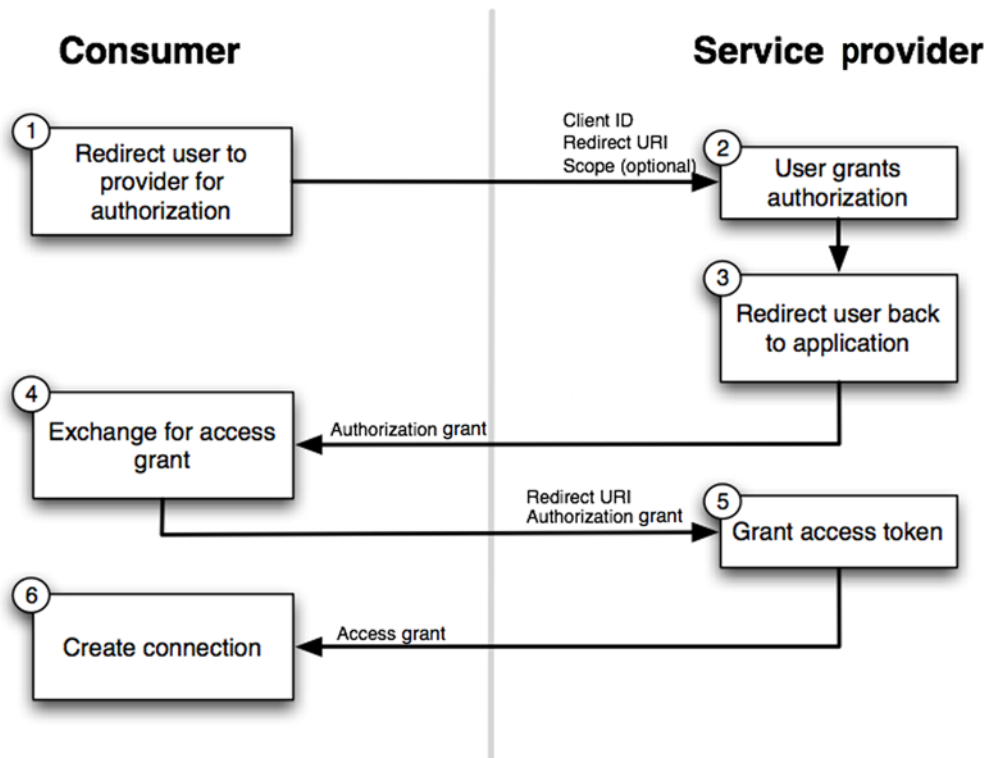 Consumer
Service provider
1
Redirect user to
provider for
authorization
Client ID
Redirect URI
Scope (optional)
2
User grants
authorization
3
Redirect user back
to application
4
Exchange for access
grant
Authorization grant
Redirect URI
Authorization grant
5
Grant access token
6
Create connection
Access grant